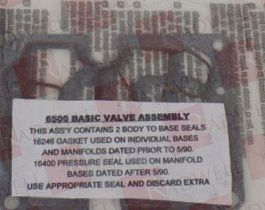 6500 BASIC VALVE ASSEMBLY
THIS ASS'Y CONTAINS 2 BODY TO BASE SEALS
16246 GASKET USED ON INDIVIDUAL BASES
AND MANIFOLDS DATED PRIOR TO 5/90.
16400 PRESSURE SEAL USED ON MANIFOLD
BASES DATED AFTER 5/90.
USE APPROPRIATE SEAL AND DISCARD EXTRA